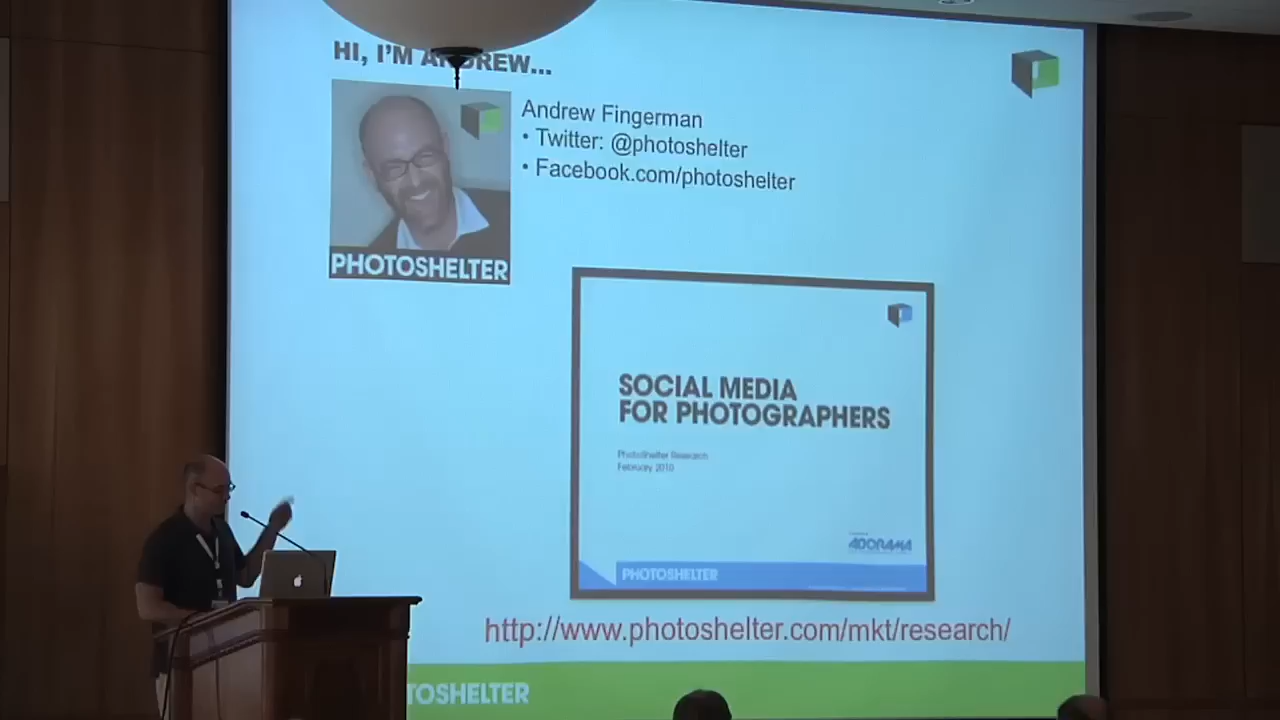 HI, I'M ANDREW...
Andrew Fingerman
• Twitter: @photoshelter
• Facebook.com/photoshelter
PHOTOSHELTER
SOCIAL MEDIA
FOR PHOTOGRAPHERS
PhotoShelter Research
February 2010
ADORAMA
PHOTOSHELTER
http://www.photoshelter.com/mkt/research/
TOSHELTER